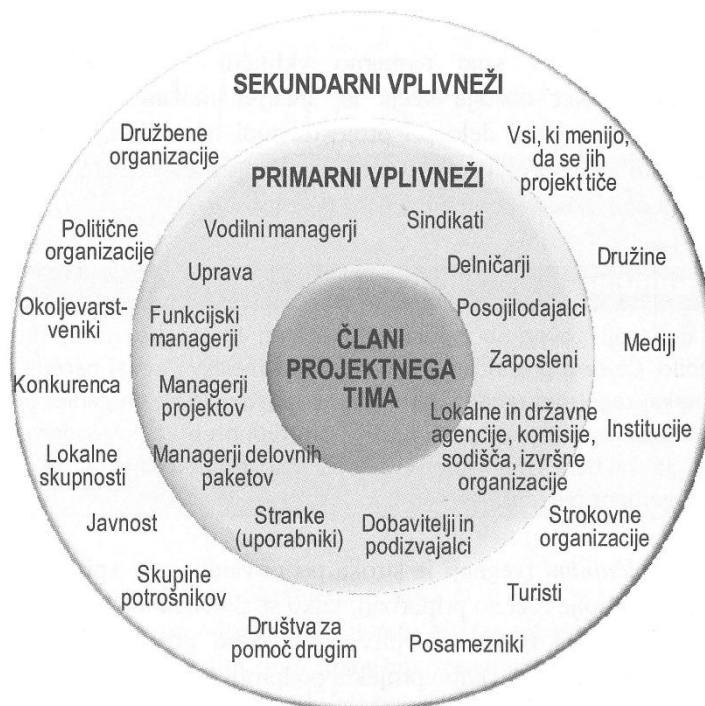 SEKUNDARNI VPLIVNEŽI
Družbene
organizacije
Vsi, ki menijo,
da se jih
projekt tiče
PRIMARNI VPLIVNEŽI
Vodilni managerji
Sindikati
Politične
organizacije
Uprava
Delničarji
Družine
Okoljevarst-
veniki
Funkcijski
managerji
Posojilodajalci
ČLANI
PROJEKTNEGA
TIMA
Zaposleni
Mediji
Konkurenca
Managerji
projektov
Lokalne in državne
agencije, komisije,
sodišča, izvršne
organizacije
Institucije
Lokalne
skupnosti
Managerji delovnih
paketov
Javnost
Stranke
(uporabniki)
Dobavitelji in
podizvajalci
Strokovne
organizacije
Skupine
potrošnikov
Turisti
Društva za
pomoč drugim
Posamezniki